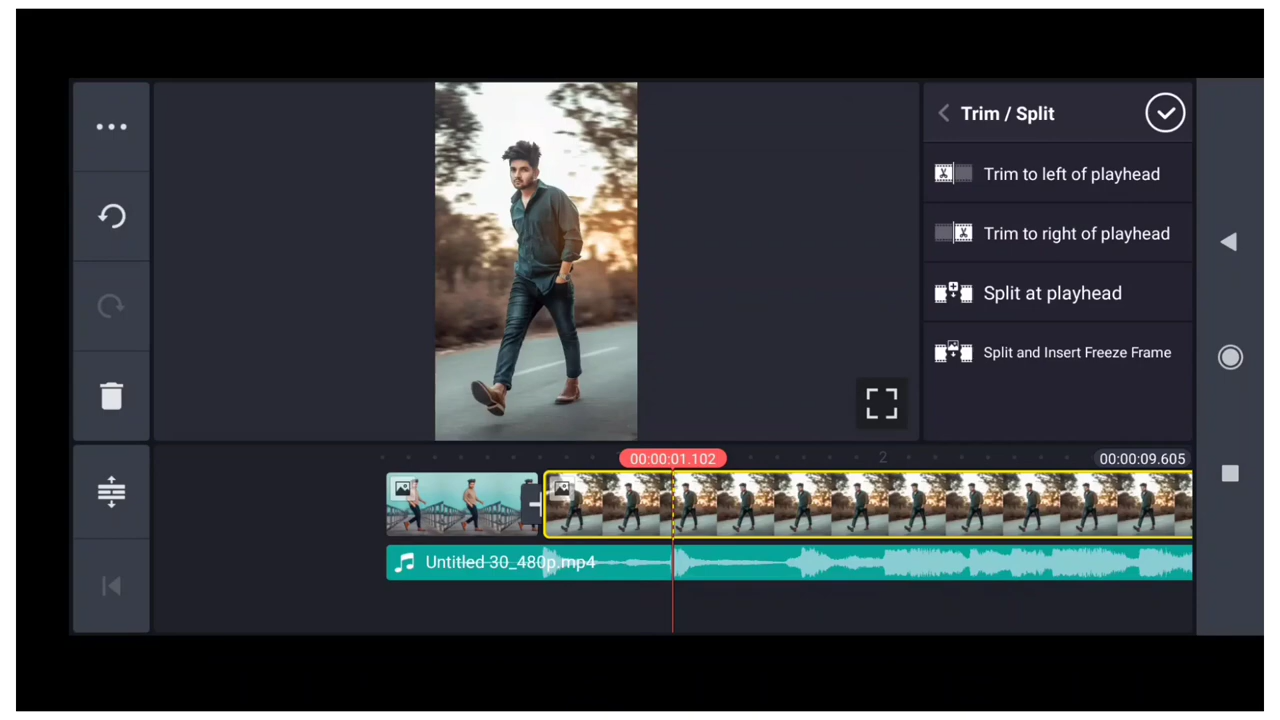 Trim / Split
Trim to left of playhead
Trim to right of playhead
Split at playhead
Split and Insert Freeze Frame
00:00:01.102
2
00:00:09.605
Untitled 30_480p.mp4